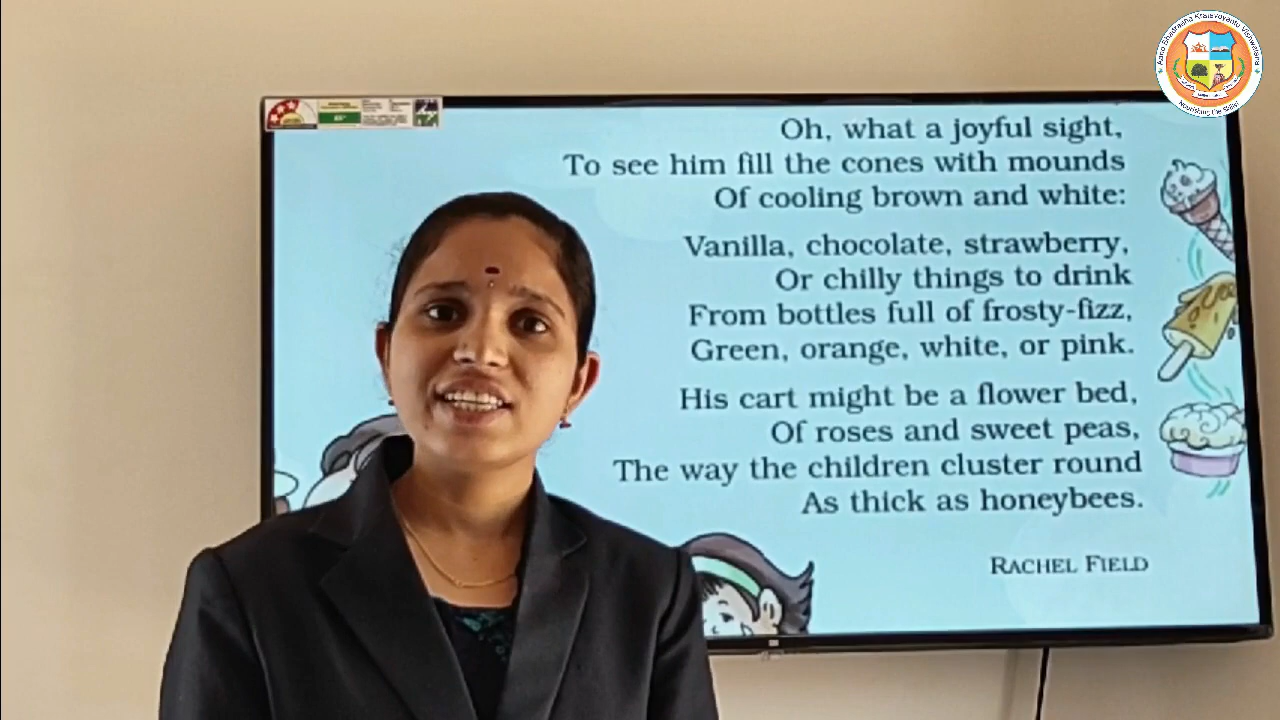 Oh, what a joyful sight,
To see him fill the cones with mounds
Of cooling brown and white:
Vanilla, chocolate, strawberry,
Or chilly things to drink
From bottles full of frosty-fizz,
Green, orange, white, or pink.
His cart might be a flower bed,
Of roses and sweet peas,
The way the children cluster round
As thick as honeybees.
RACHEL FIELD